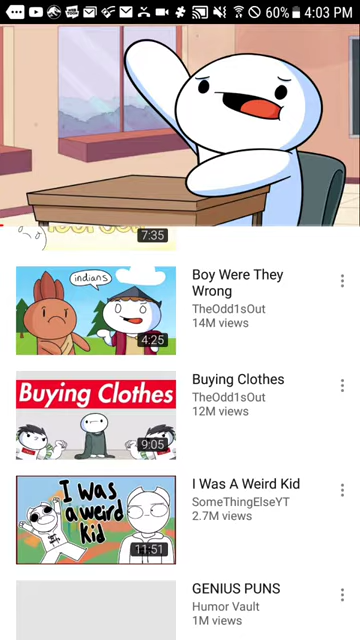 60% 4:03 PM
7:35
indians
4:25
Boy Were They
Wrong
TheOdd1sOut
14M views
Buying Clothes
9:05
Buying Clothes
TheOdd1sOut
12M views
I was
a weird
kid
11:51
I Was A Weird Kid
SomeThingElseYT
2.7M views
GENIUS PUNS
Humor Vault
1M views